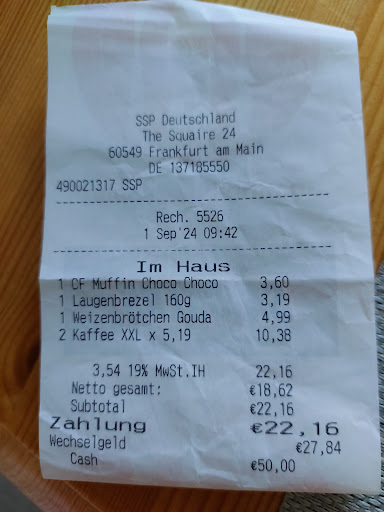 SSP Deutschland
The Squaire 24
60549 Frankfurt am Main
DE 137185550
490021317 SSP
Rech. 5526
1 Sep'24 09:42
Im Haus
1 CF Muffin Choco Choco 3,60
1 Laugenbrezel 160g 3,19
1 Weizenbrötchen Gouda 4,99
2 Kaffee XXL x 5,19 10,38
3,54 19% MwSt.IH 22,16
Netto gesamt: €18,62
Subtotal €22,16
Zahlung €22,16
Wechselgeld €27,84
Cash €50,00